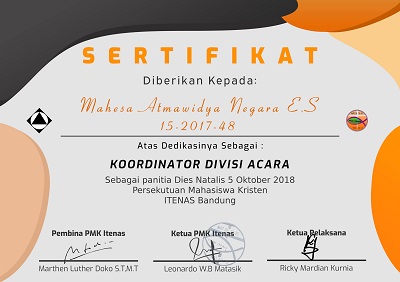 SERTIFIKAT
Diberikan Kepada:
Mahesa Atmawidya Negara E.S
15-2017-48
Atas Dedikasinya Sebagai :
KOORDINATOR DIVISI ACARA
Sebagai panitia Dies Natalis 5 Oktober 2018
Persekutuan Mahasiswa Kristen
ITENAS Bandung
Pembina PMK Itenas Ketua PMK Itenas Ketua Pelaksana
Marthen Luther Doko S.T,M.T Leonardo W.B Matasik Ricky Mardian Kurnia